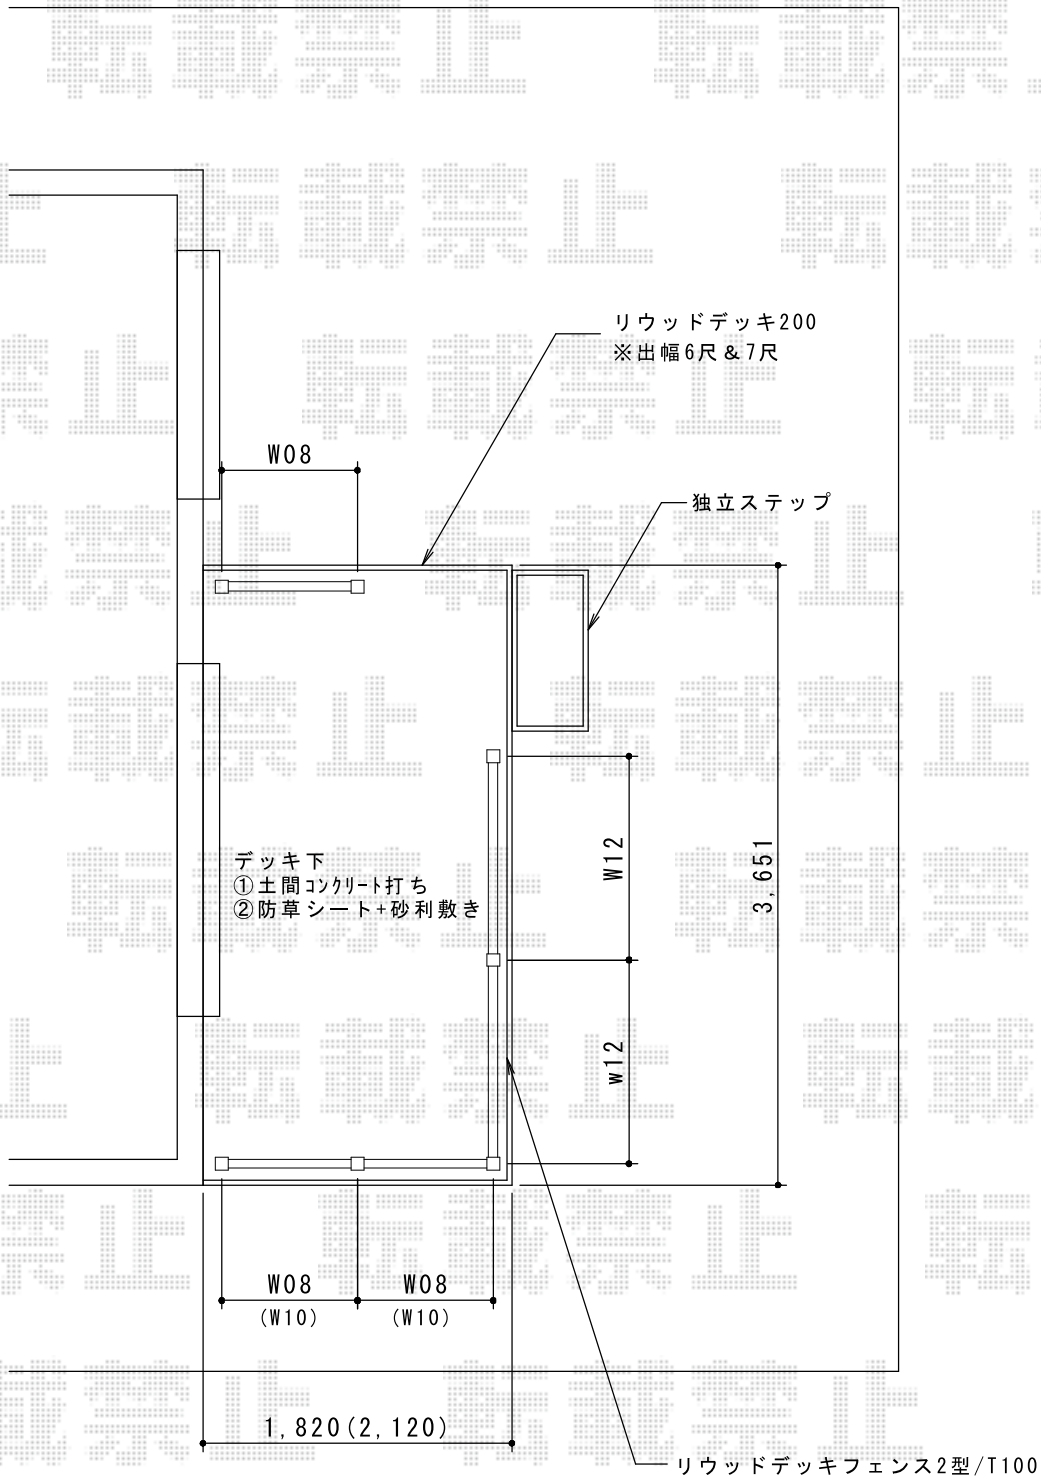 リウッドデッキ200
※出幅6尺&7尺
W08
独立ステップ
W12
3,651
デッキ下
①土間コンクリート打ち
②防草シート+砂利敷き
w12
W08
(W10)
W08
(W10)
1,820(2,120)
リウッドデッキフェンス2型/T100
転載禁止